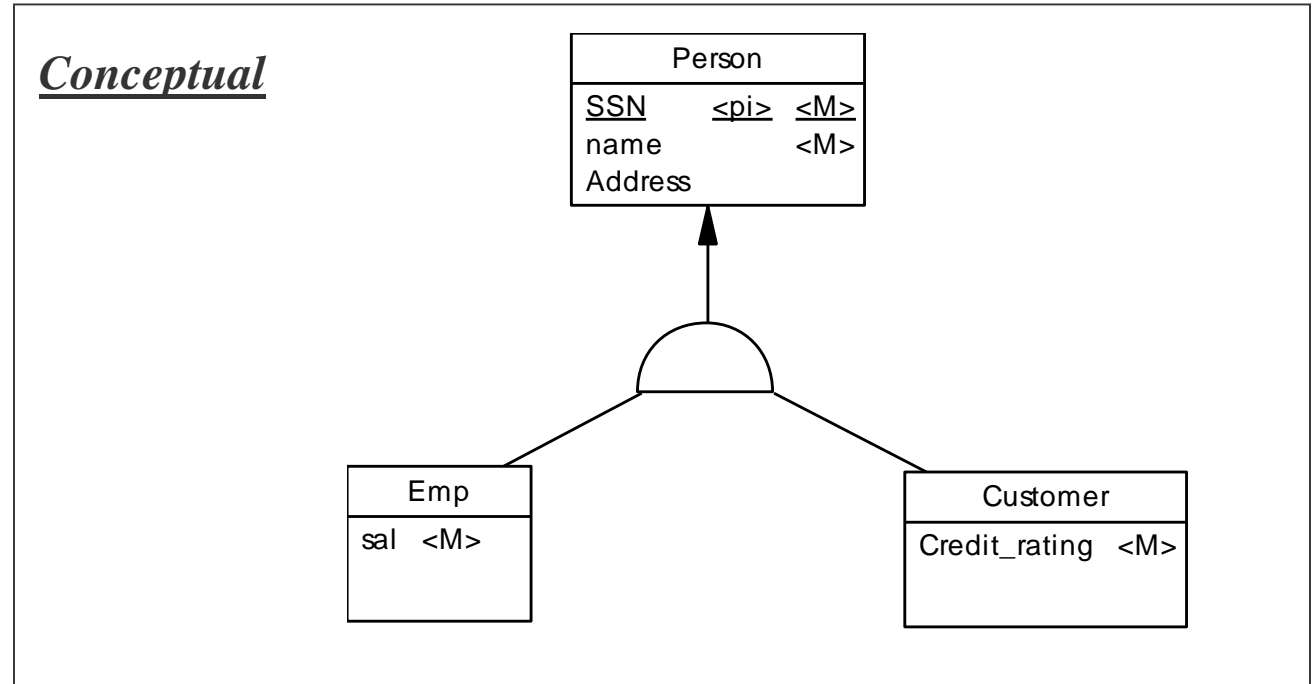 Conceptual
Person
SSN <pi> <M>
name <M>
Address
Emp
sal <M>
Customer
Credit_rating <M>